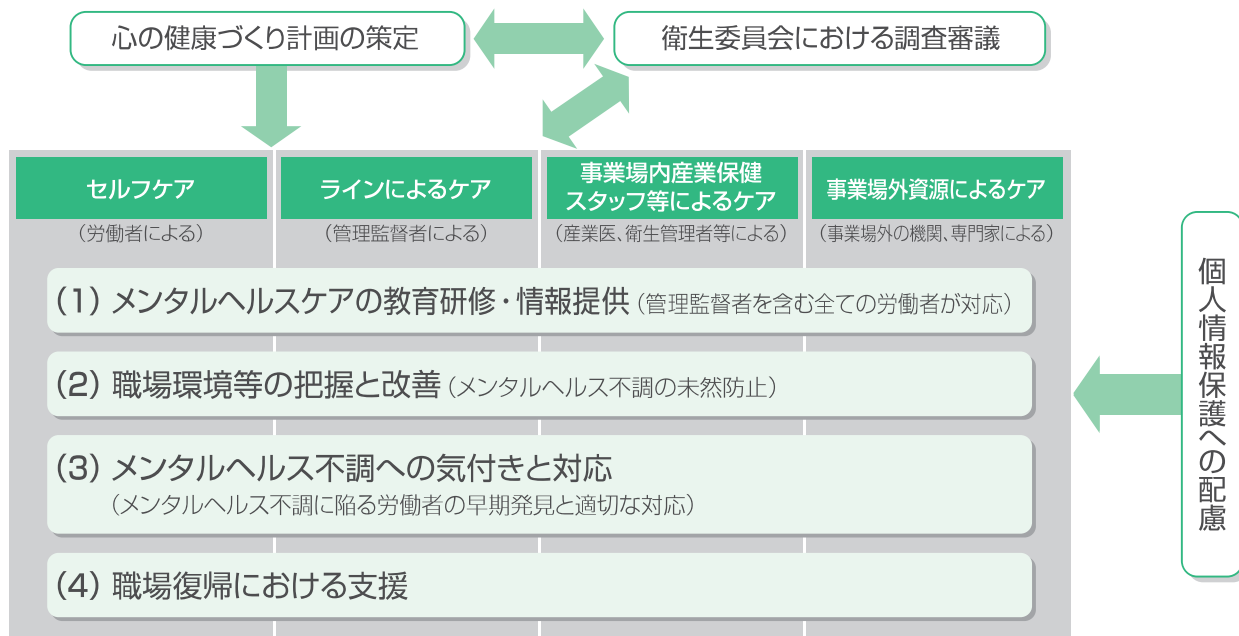 心の健康づくり計画の策定
衛生委員会における調査審議
セルフケア
(労働者による)
ラインによるケア
(管理監督者による)
事業場内産業保健
スタッフ等によるケア
(産業医、衛生管理者等による)
事業場外資源によるケア
(事業場外の機関、専門家による)
(1) メンタルヘルスケアの教育研修・情報提供(管理監督者を含む全ての労働者が対応)
(2) 職場環境等の把握と改善(メンタルヘルス不調の未然防止)
(3) メンタルヘルス不調への気付きと対応
(メンタルヘルス不調に陥る労働者の早期発見と適切な対応)
(4) 職場復帰における支援
個人情報保護への配慮